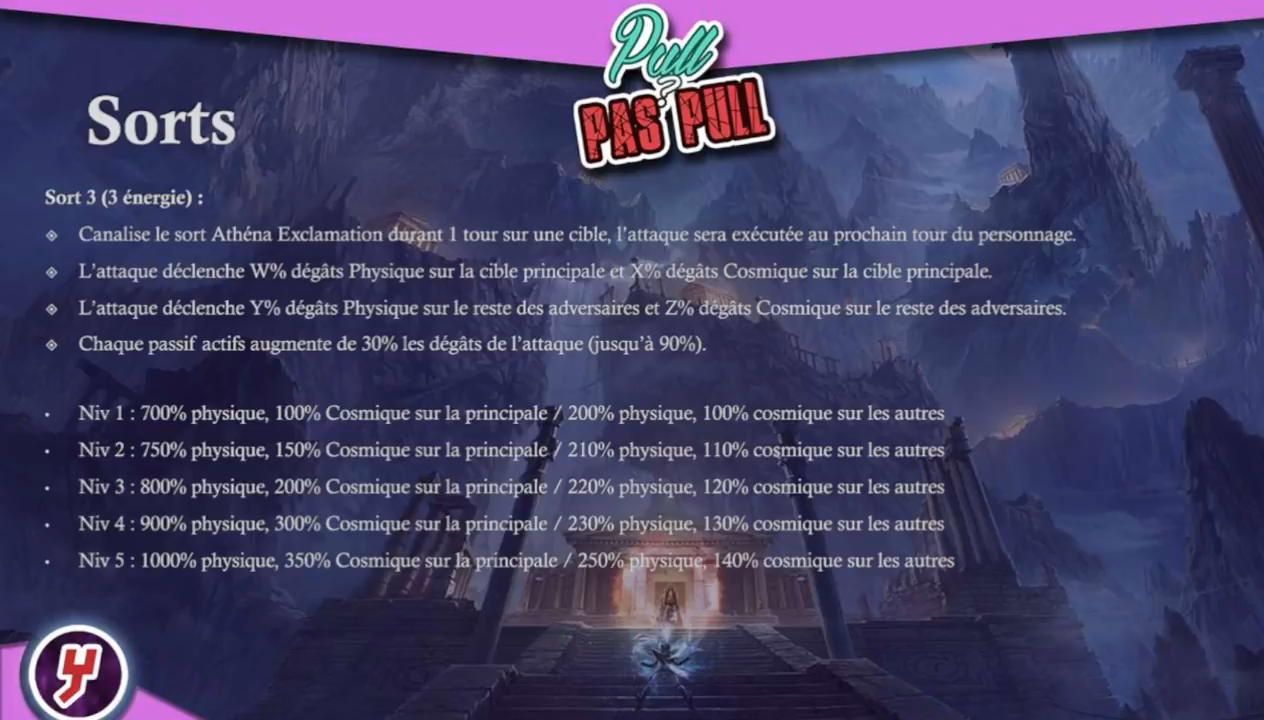 Pull
?
PAS PULL
Sorts
Sort 3 (3 énergie) :
Canalise le sort Athéna Exclamation durant 1 tour sur une cible, l'attaque sera exécutée au prochain tour du personnage.
L'attaque déclenche W% dégâts Physique sur la cible principale et X% dégâts Cosmique sur la cible principale.
L'attaque déclenche Y% dégâts Physique sur le reste des adversaires et Z% dégâts Cosmique sur le reste des adversaires.
Chaque passif actifs augmente de 30% les dégâts de l'attaque (jusqu'à 90%).
Niv 1 : 700% physique, 100% Cosmique sur la principale / 200% physique, 100% cosmique sur les autres
Niv 2 : 750% physique, 150% Cosmique sur la principale / 210% physique, 110% cosmique sur les autres
Niv 3 : 800% physique, 200% Cosmique sur la principale / 220% physique, 120% cosmique sur les autres
Niv 4 : 900% physique, 300% Cosmique sur la principale / 230% physique, 130% cosmique sur les autres
Niv 5 : 1000% physique, 350% Cosmique sur la principale / 250% physique, 140% cosmique sur les autres
Y